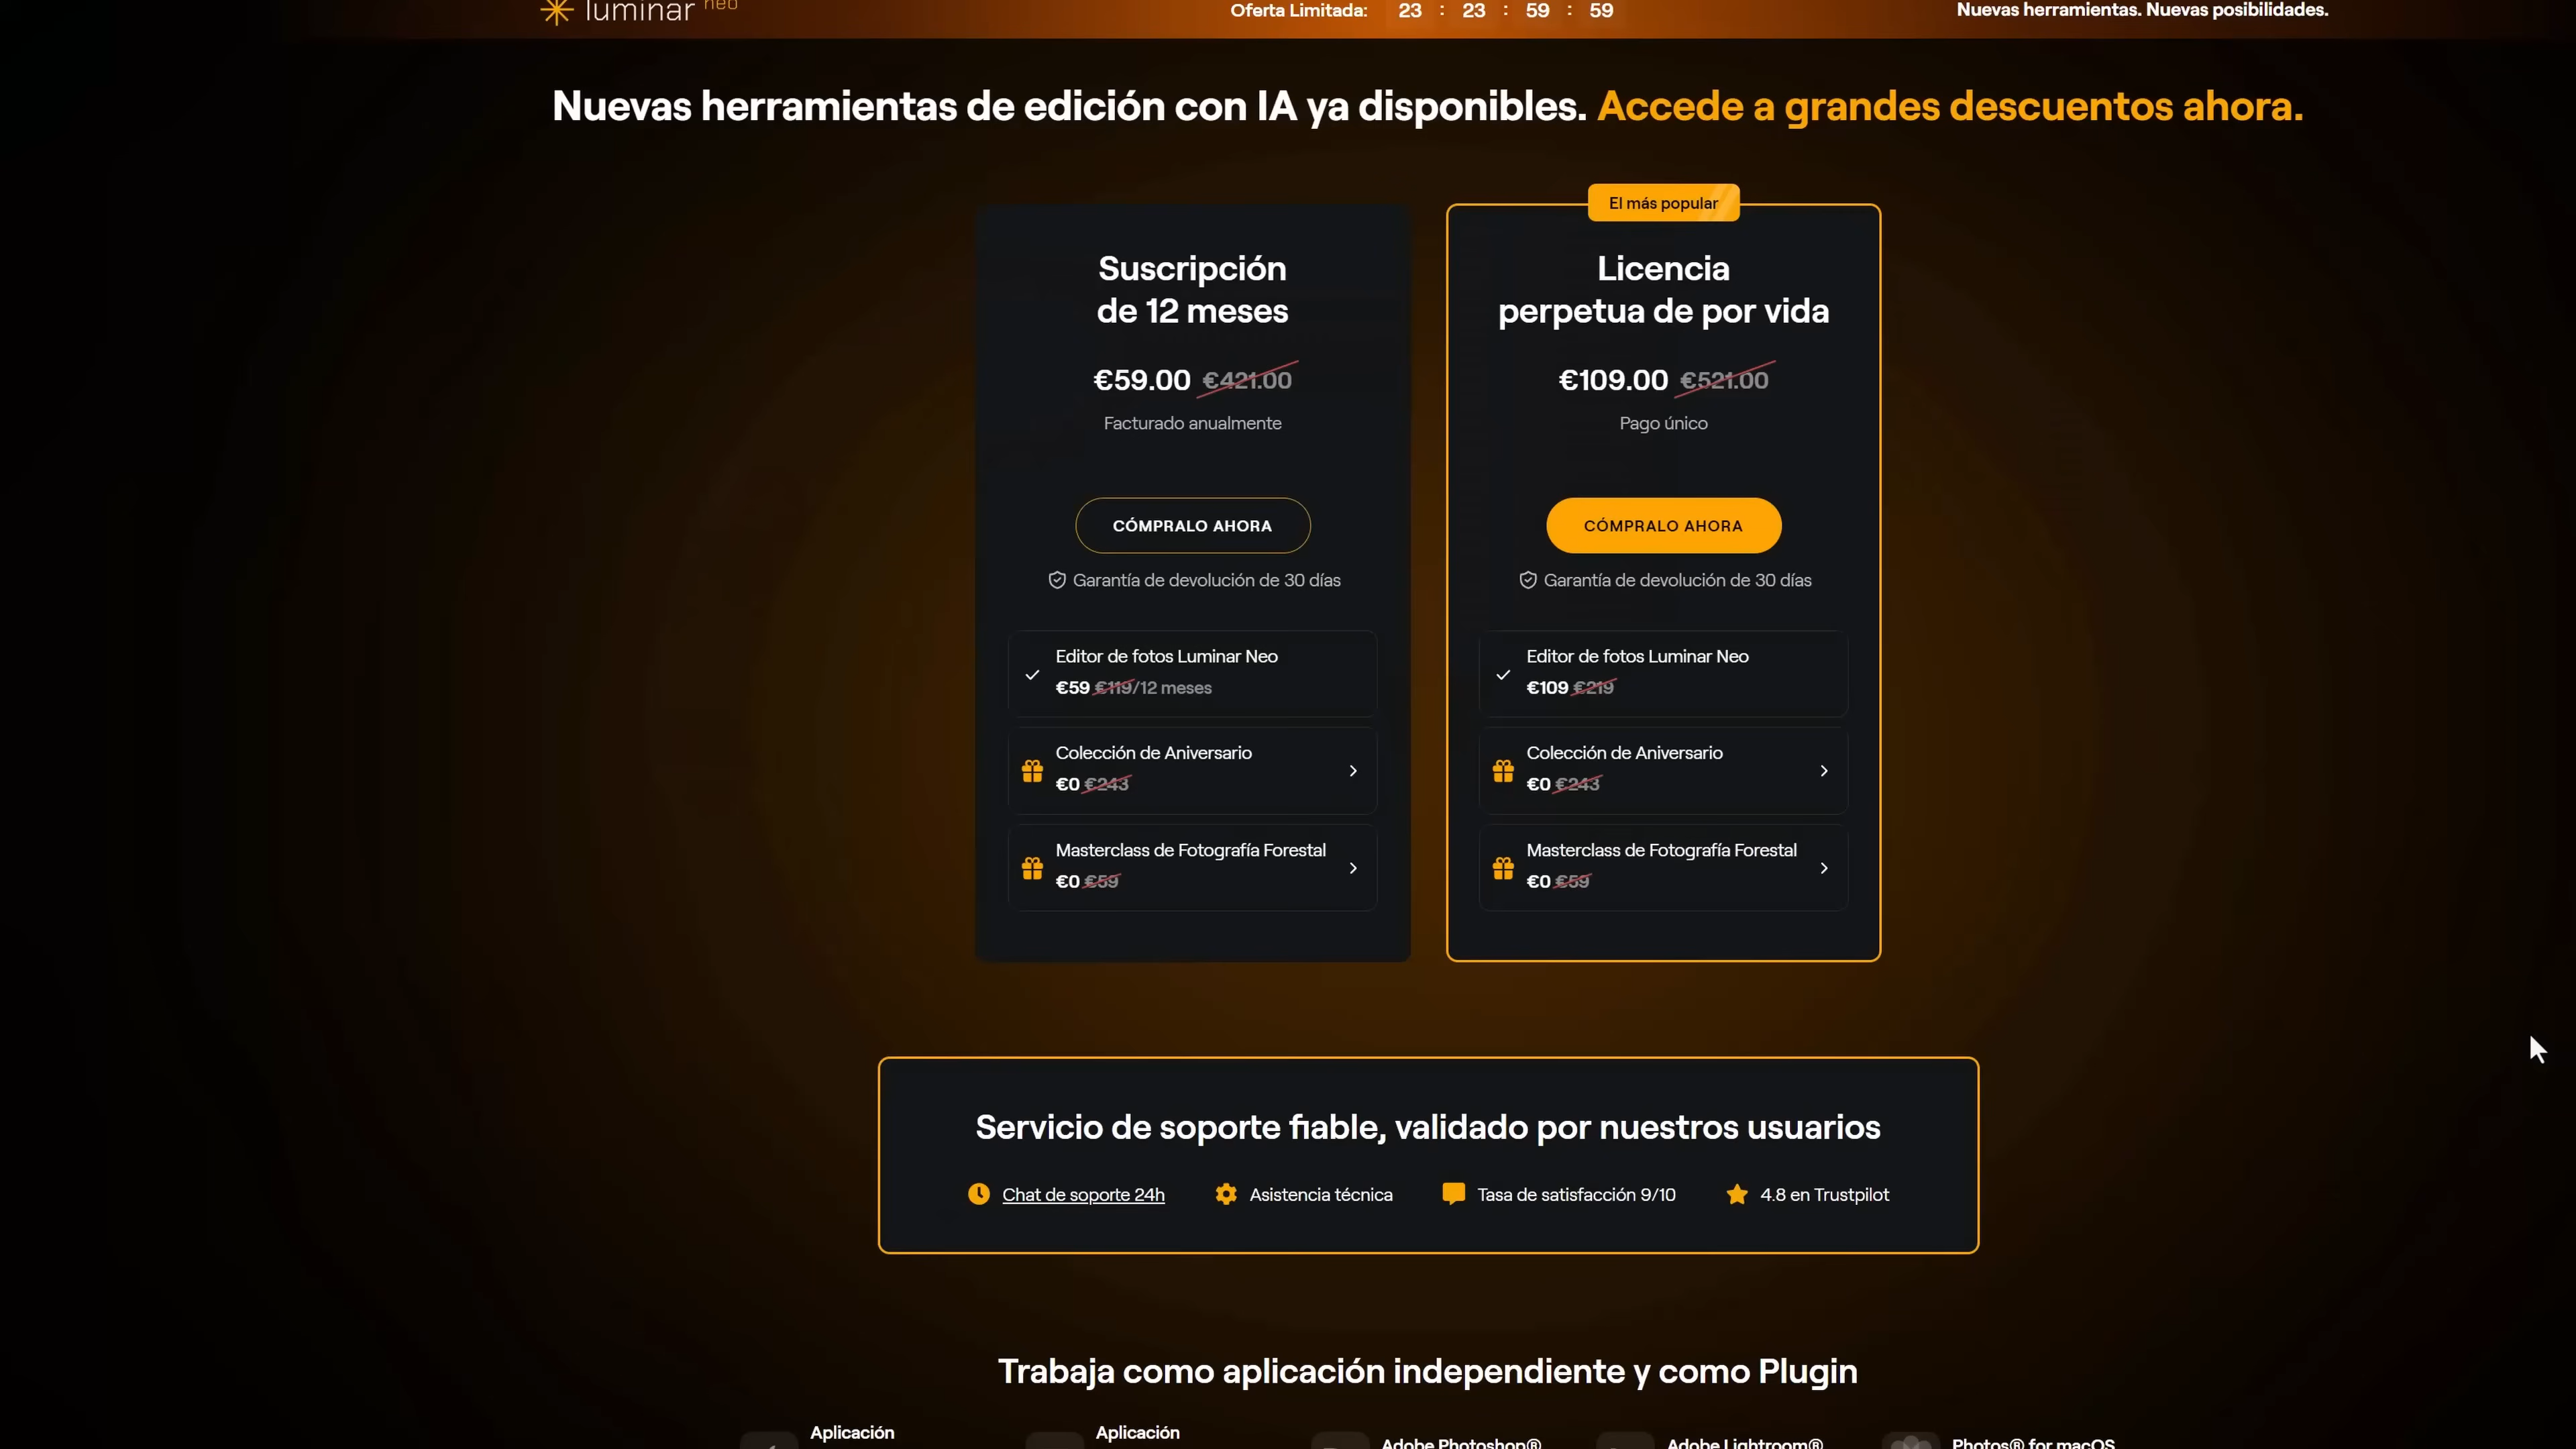 luminar neo
Oferta Limitada: 23 : 23 : 59 : 59
Nuevas herramientas. Nuevas posibilidades.
Nuevas herramientas de edición con IA ya disponibles. Accede a grandes descuentos ahora.
Suscripción
de 12 meses
€59.00 €421.00
Facturado anualmente
CÓMPRALO AHORA
Garantía de devolución de 30 días
Editor de fotos Luminar Neo
€59 €119/12 meses
Colección de Aniversario
€0 €243
Masterclass de Fotografía Forestal
€0 €59
El más popular
Licencia
perpetua de por vida
€109.00 €521.00
Pago único
CÓMPRALO AHORA
Garantía de devolución de 30 días
Editor de fotos Luminar Neo
€109 €219
Colección de Aniversario
€0 €243
Masterclass de Fotografía Forestal
€0 €59
Servicio de soporte fiable, validado por nuestros usuarios
Chat de soporte 24h
Asistencia técnica
Tasa de satisfacción 9/10
4.8 en Trustpilot
Trabaja como aplicación independiente y como Plugin
Aplicación
Aplicación
Adobe Photoshop®
Adobe Lightroom®
Photos® for macOS